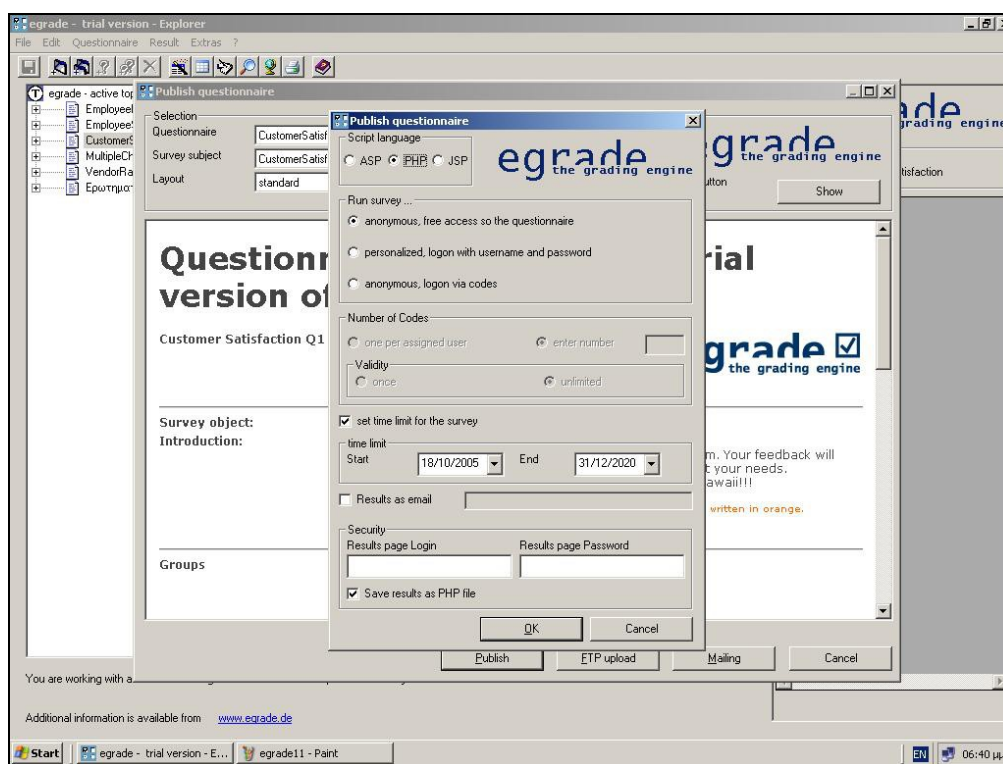 egrade - trial version - Explorer
File Edit Questionnaire Result Extras ?
egrade - active top
EmployeeI
EmployeeS
CustomerS
MultipleCh
VendorRa
Ερωτηματ
Publish questionnaire
Selection
Questionnaire CustomerSatisf
Survey subject CustomerSatisf
Layout standard
grade
the grading engine
utton
Show
rade
rading engine
tisfaction
Questionn rial
version of
Customer Satisfaction Q1
grade
the grading engine
Survey object:
Introduction:
m. Your feedback will
t your needs.
awaii!!!
written in orange.
Groups
Publish FTP upload Mailing Cancel
Publish questionnaire
Script language
ASP PHP JSP
egrade
the grading engine
Run survey ...
anonymous, free access so the questionnaire
personalized, logon with username and password
anonymous, logon via codes
Number of Codes
one per assigned user enter number
Validity
once unlimited
set time limit for the survey
time limit
Start 18/10/2005 End 31/12/2020
Results as email
Security
Results page Login Results page Password
Save results as PHP file
OK Cancel
You are working with a
Additional information is available from www.egrade.de
Start egrade - trial version - E... egrade11 - Paint EN 06:40 μμ